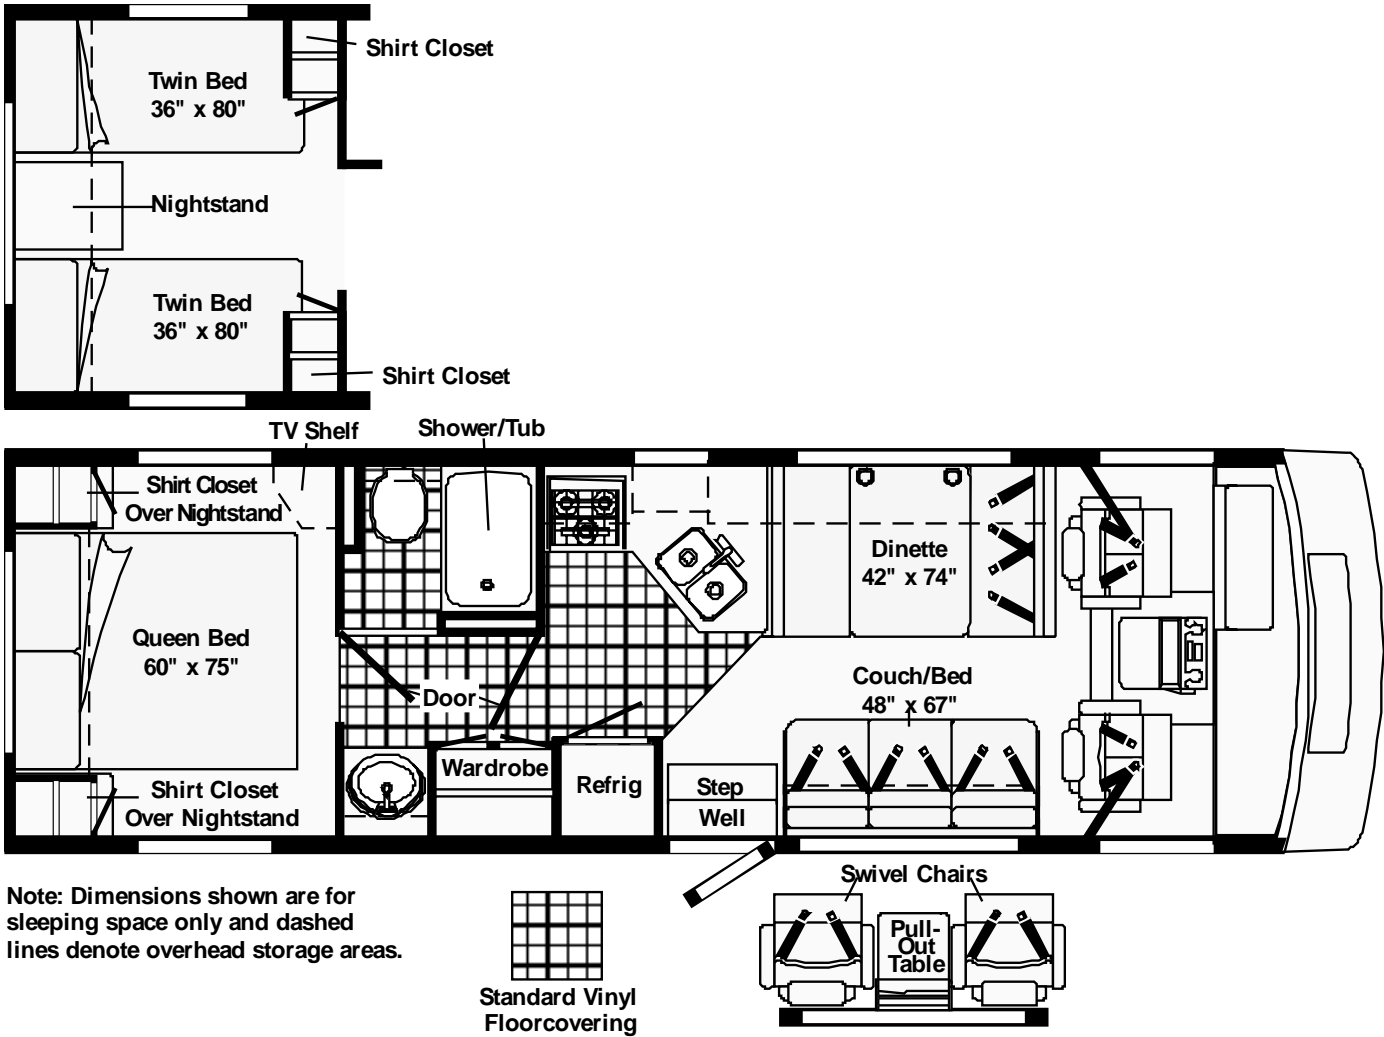 Shirt Closet
Twin Bed
36" x 80"
Nightstand
Twin Bed
36" x 80"
Shirt Closet
TV Shelf
Shower/Tub
Shirt Closet
Over Nightstand
Dinette
42" x 74"
Queen Bed
60" x 75"
Door
Couch/Bed
48" x 67"
Wardrobe
Refrig
Step
Well
Shirt Closet
Over Nightstand
Swivel Chairs
Pull-
Out
Table
Note: Dimensions shown are for
sleeping space only and dashed
lines denote overhead storage areas.
Standard Vinyl
Floorcovering